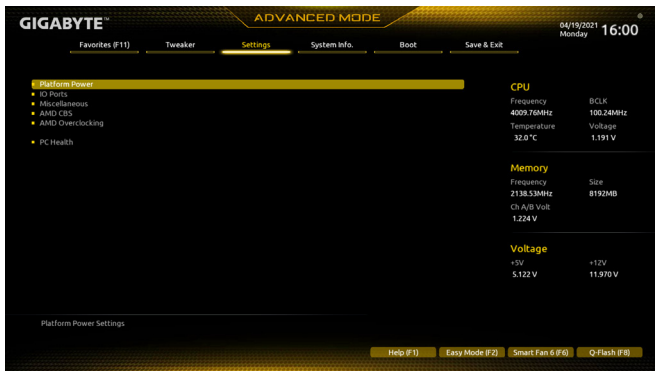 GIGABYTE™
ADVANCED MODE
04/19/2021
Monday
16:00
Favorites (F11) Tweaker Settings System Info. Boot Save & Exit
Platform Power
IO Ports
Miscellaneous
AMD CBS
AMD Overclocking
PC Health
CPU
Frequency BCLK
4009.76MHz 100.24MHz
Temperature Voltage
32.0 °C 1.191 V
Memory
Frequency Size
2138.53MHz 8192MB
Ch A/B Volt
1.224 V
Voltage
+5V +12V
5.122 V 11.970 V
Platform Power Settings
Help (F1) Easy Mode (F2) Smart Fan 6 (F6) Q-Flash (F8)